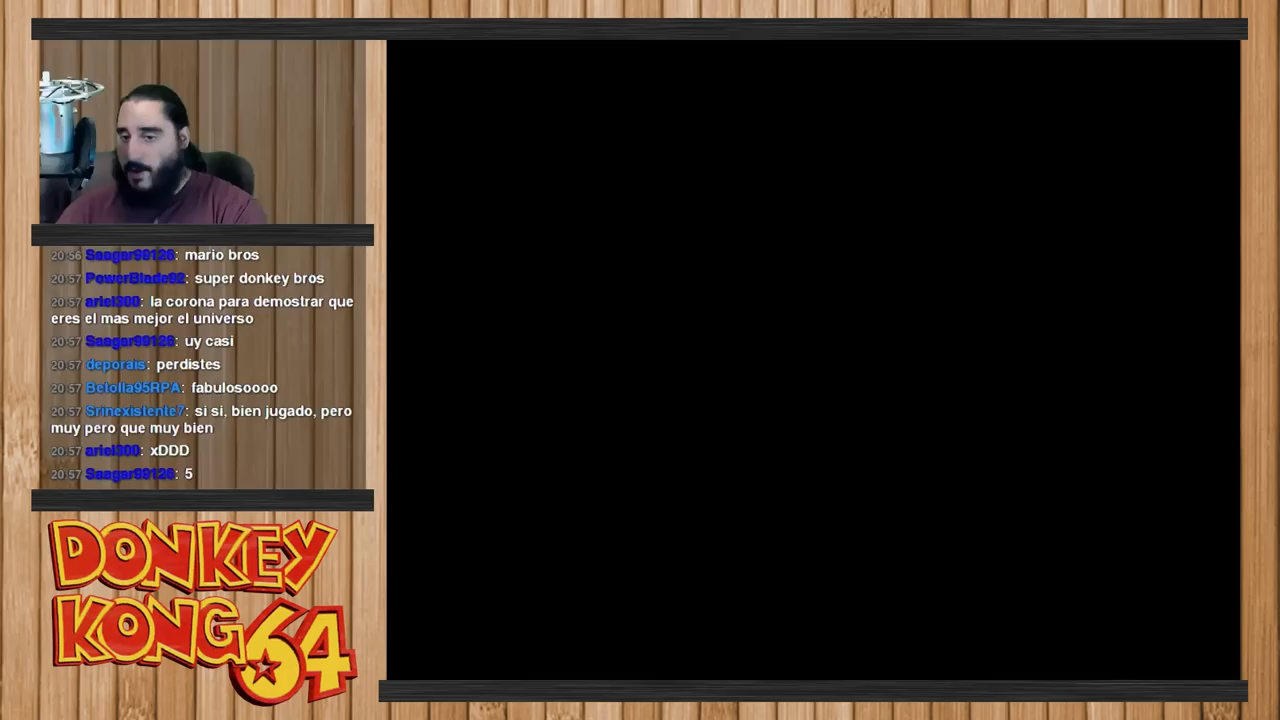 20:56 Saagar99126: mario bros
20:57 PowerBlade92: super donkey bros
20:57 ariel300: la corona para demostrar que
eres el mas mejor el universo
20:57 Saagar99126: uy casi
20:57 deporais: perdistes
20:57 Betolla95RPA: fabulosoooo
20:57 Srinexistente7: si si, bien jugado, pero
muy pero que muy bien
20:57 ariel300: xDDD
20:57 Saagar99126: 5
DONKEY
KONG 64